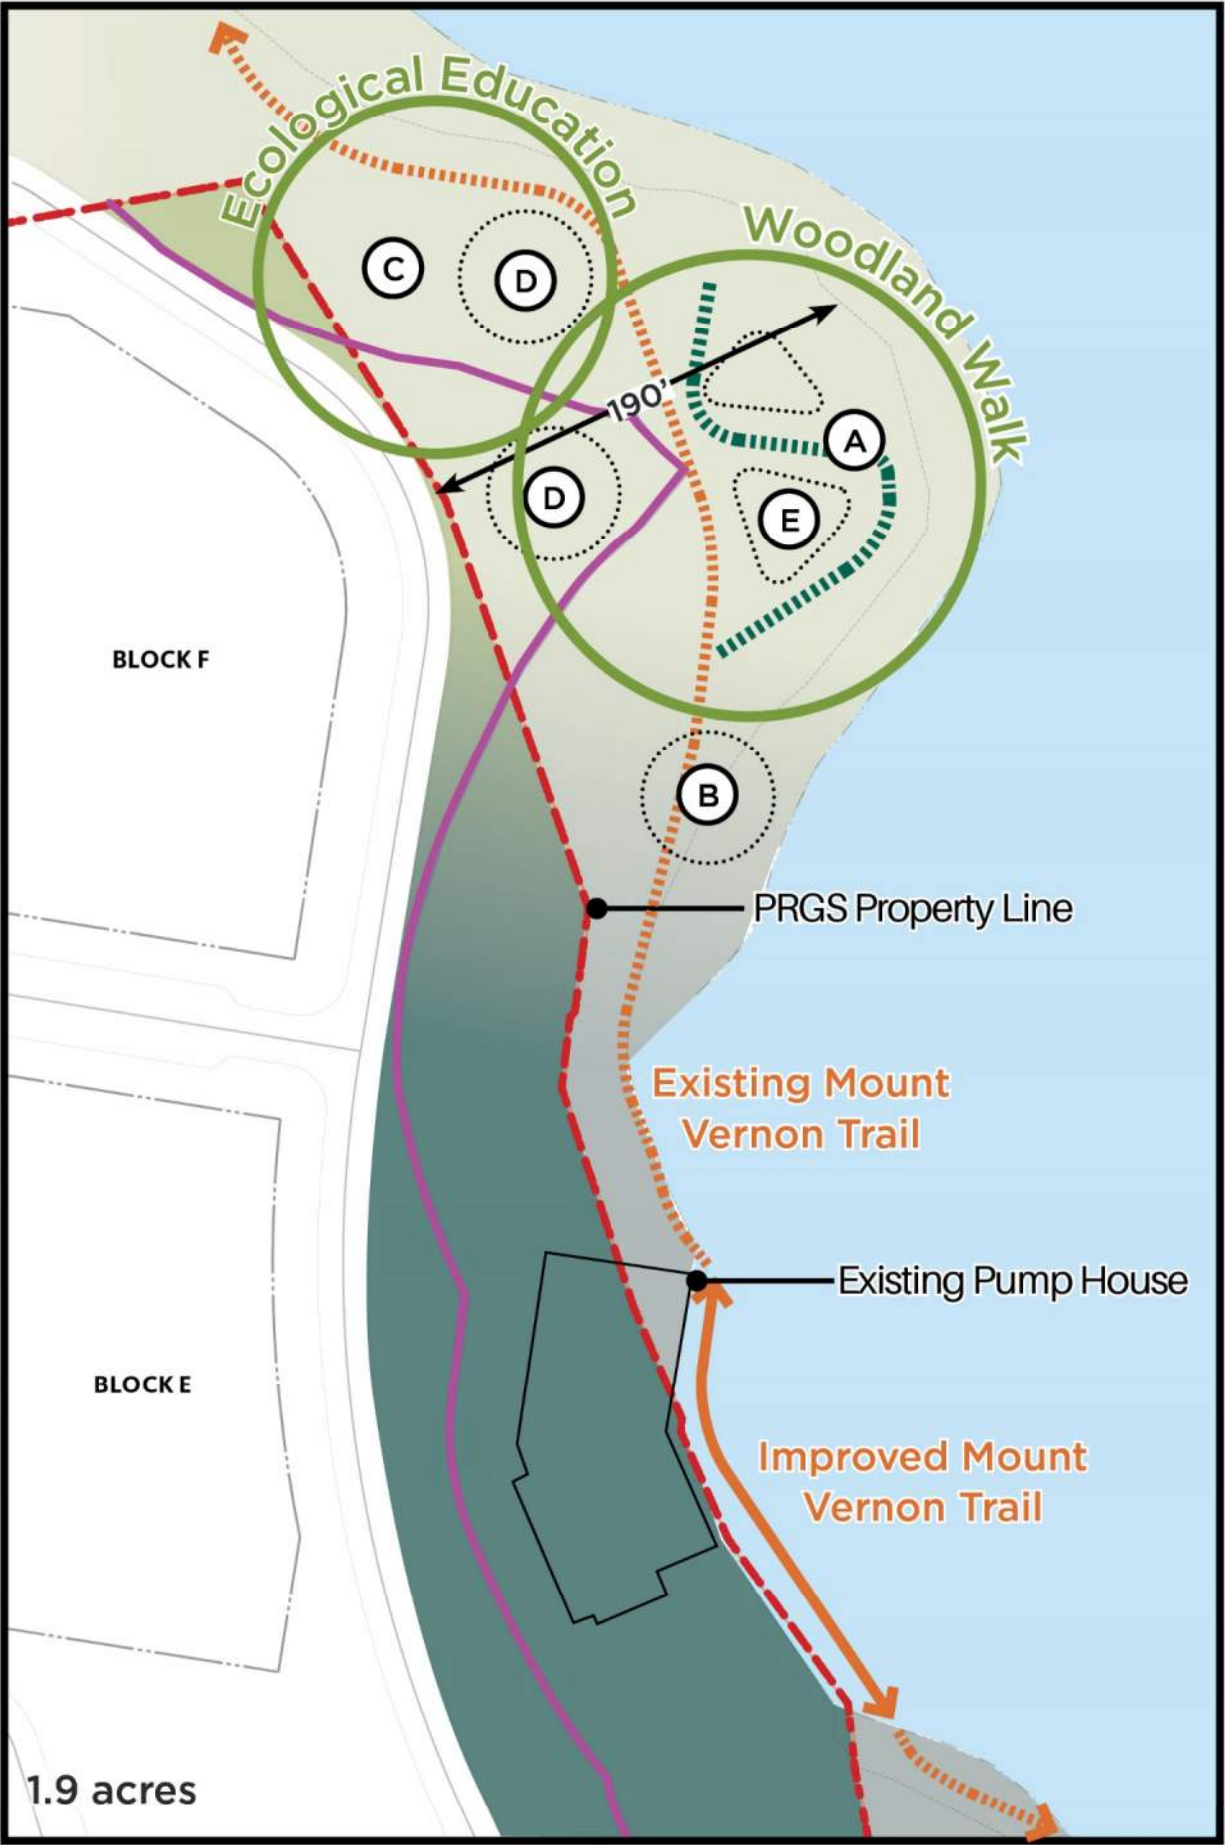 Ecological Education
Woodland Walk
C
D
190'
A
D
E
BLOCK F
B
PRGS Property Line
Existing Mount
Vernon Trail
Existing Pump House
BLOCK E
Improved Mount
Vernon Trail
1.9 acres